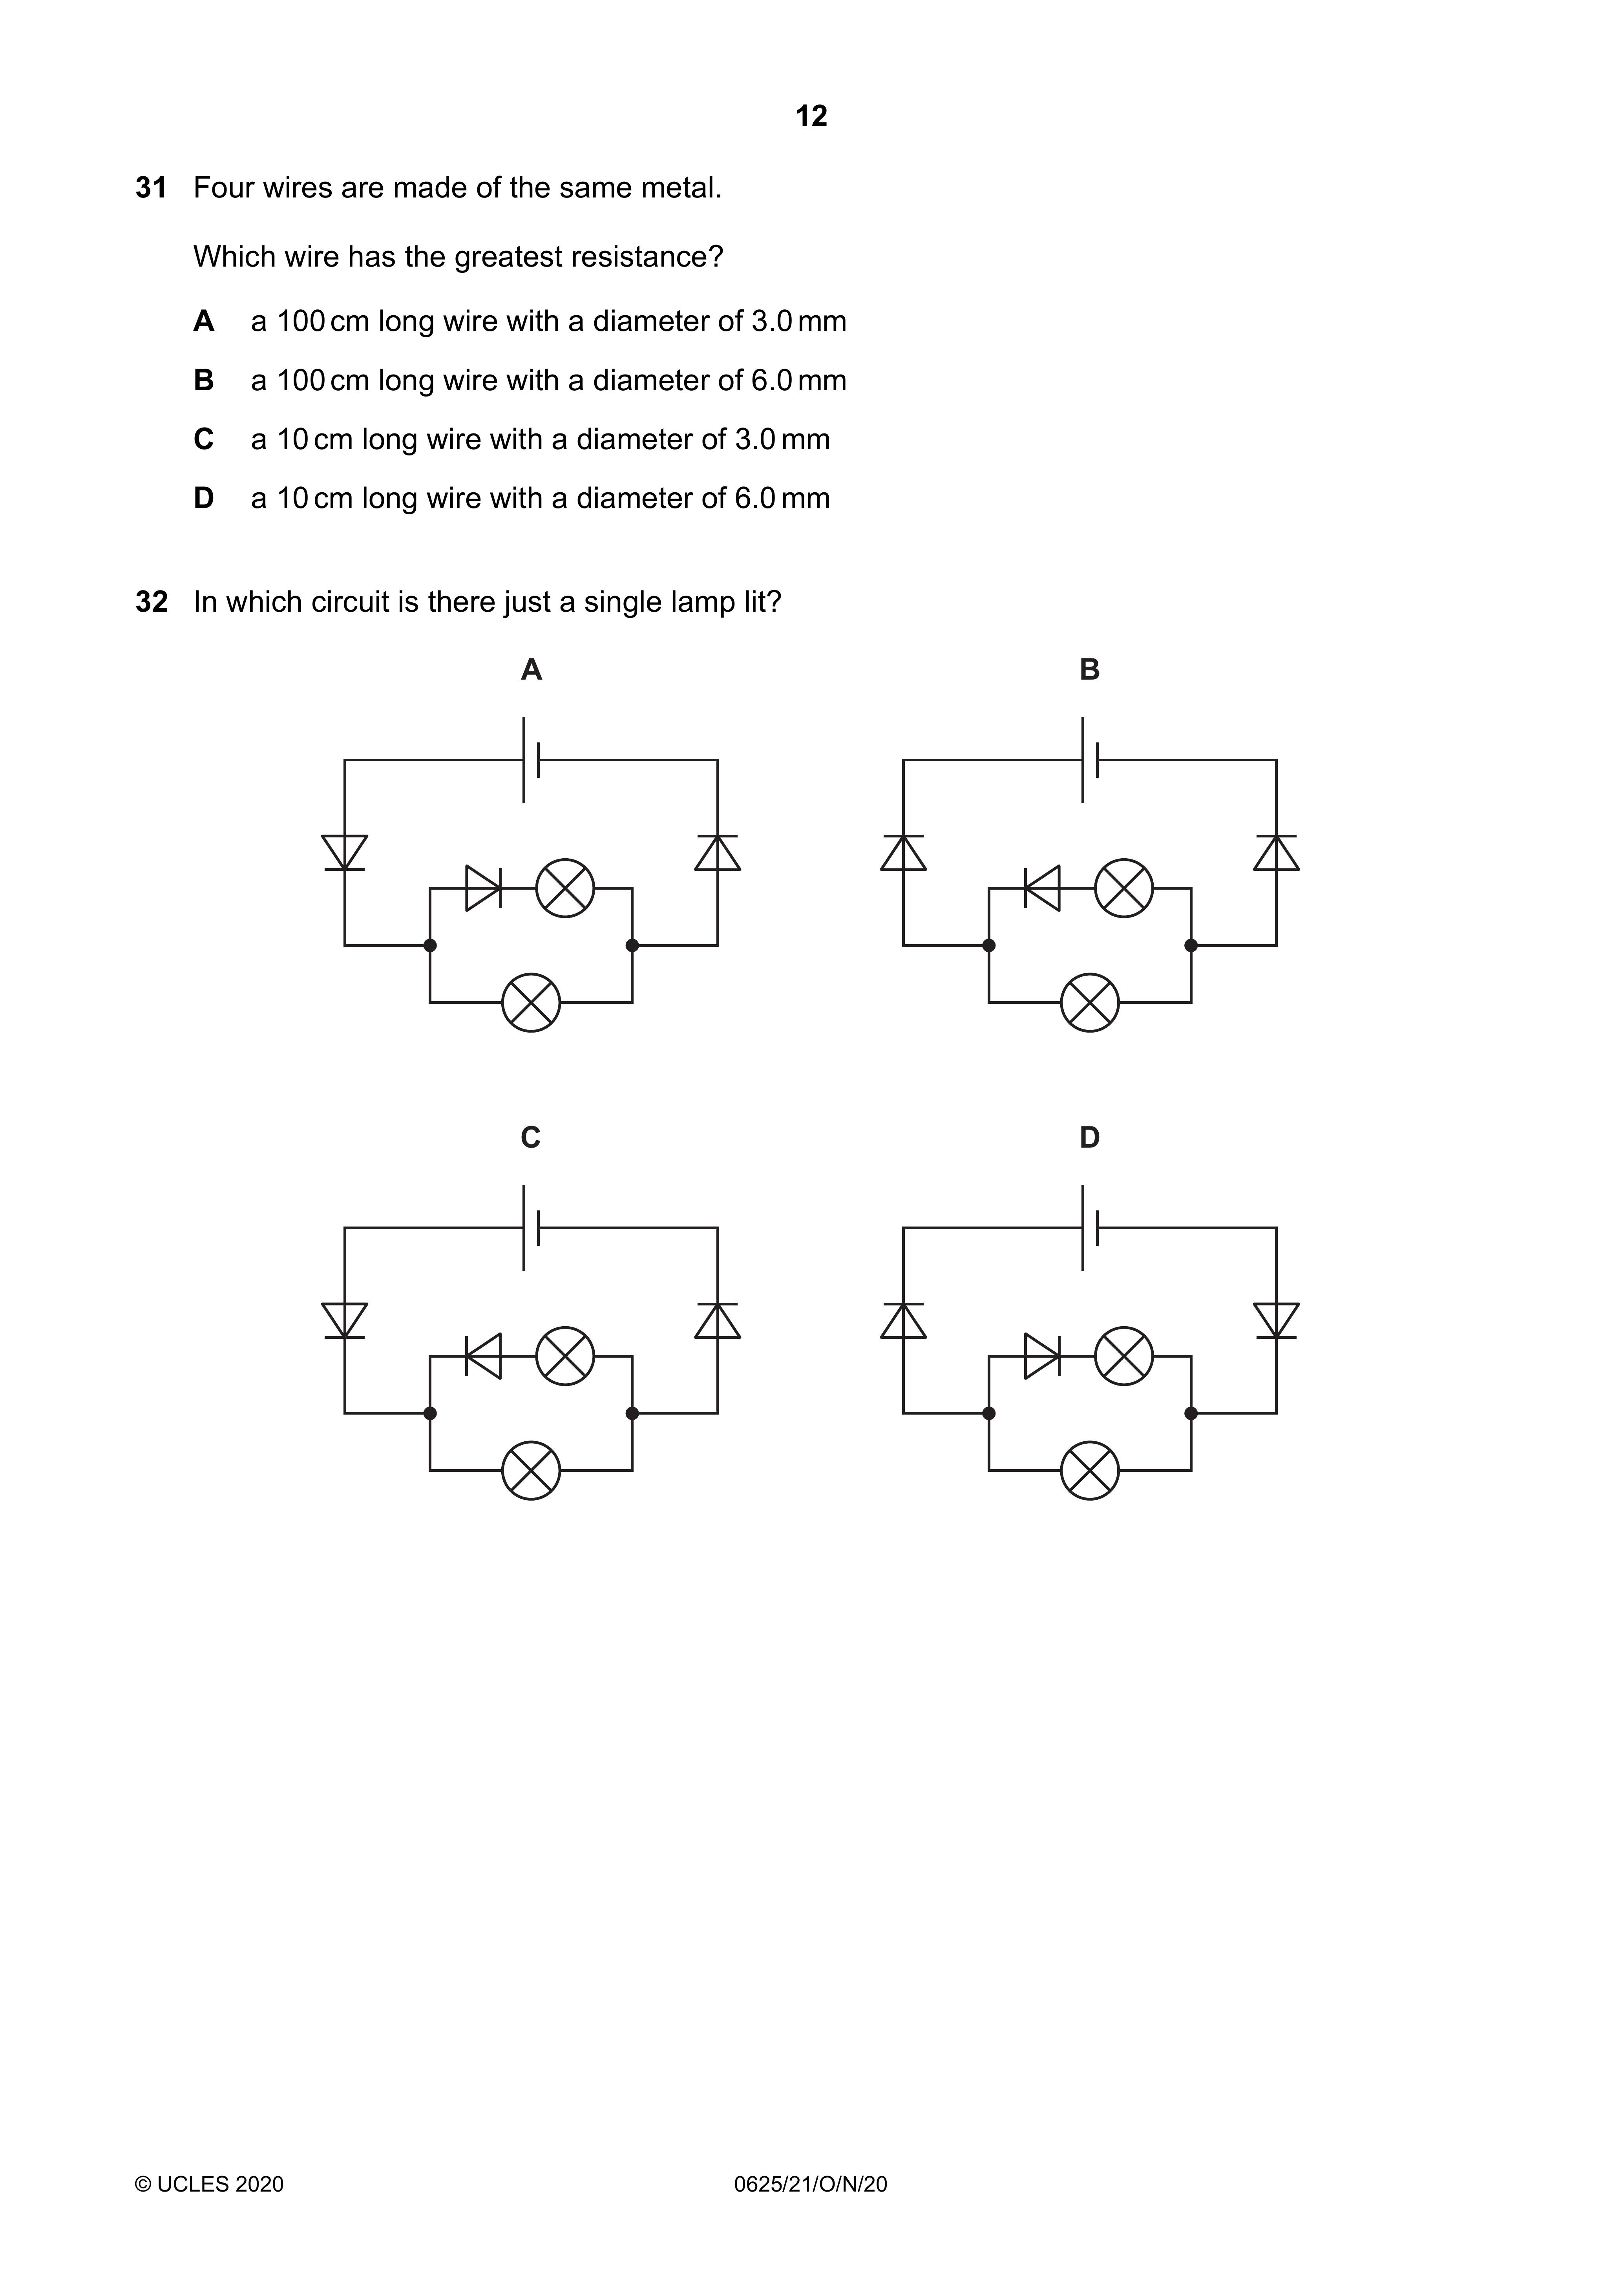 12
31 Four wires are made of the same metal.
Which wire has the greatest resistance?
A a 100 cm long wire with a diameter of 3.0 mm
B a 100 cm long wire with a diameter of 6.0 mm
C a 10 cm long wire with a diameter of 3.0 mm
D a 10 cm long wire with a diameter of 6.0 mm
32 In which circuit is there just a single lamp lit?
A B
C D
© UCLES 2020 0625/21/O/N/20